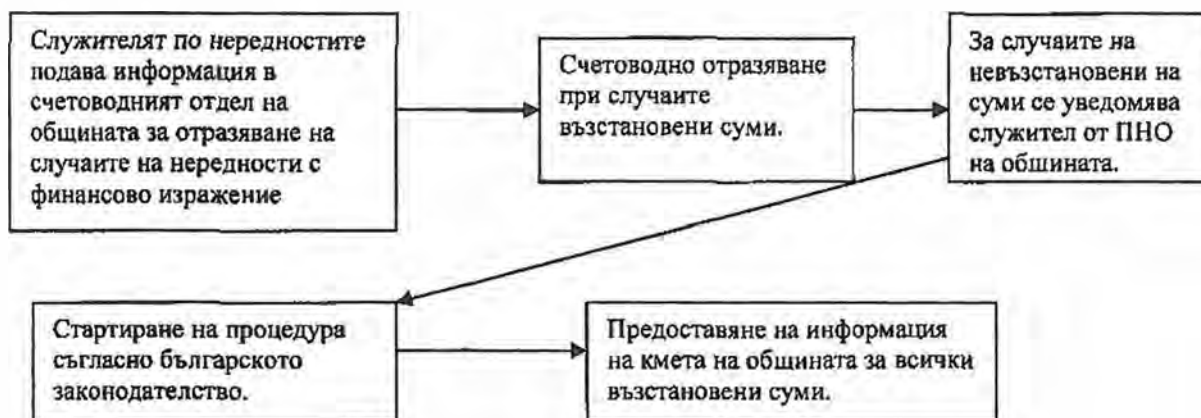 Служителят по нередностите
подава информация в
счетоводният отдел на
общината за отразяване на
случаите на нередности с
финансово изражение
Счетоводно отразяване
при случаите
възстановени суми.
За случаите на
невъзстановени на
суми се уведомява
служител от ПНО
на общината.
Стартиране на процедура
съгласно българското
законодателство.
Предоставяне на информация
на кмета на общината за всички
възстановени суми.